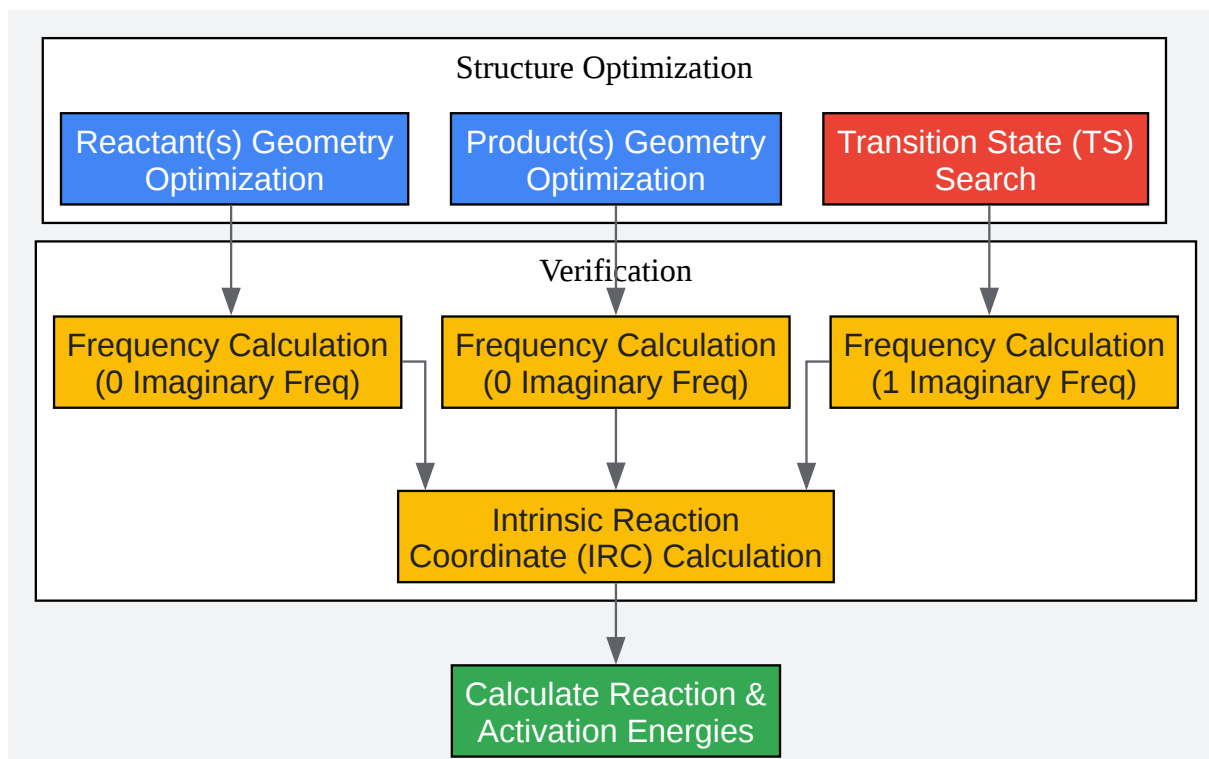 Structure Optimization
Reactant(s) Geometry
Optimization
Product(s) Geometry
Optimization
Transition State (TS)
Search
Verification
Frequency Calculation
(0 Imaginary Freq)
Frequency Calculation
(0 Imaginary Freq)
Frequency Calculation
(1 Imaginary Freq)
Intrinsic Reaction
Coordinate (IRC) Calculation
Calculate Reaction &
Activation Energies